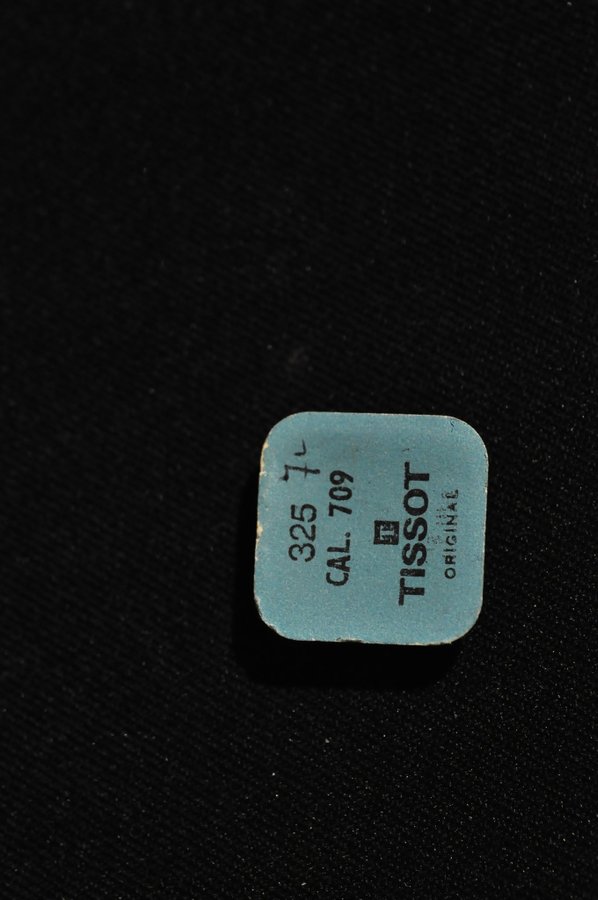 325 7
CAL. 709
T
TISSOT
ORIGINAL